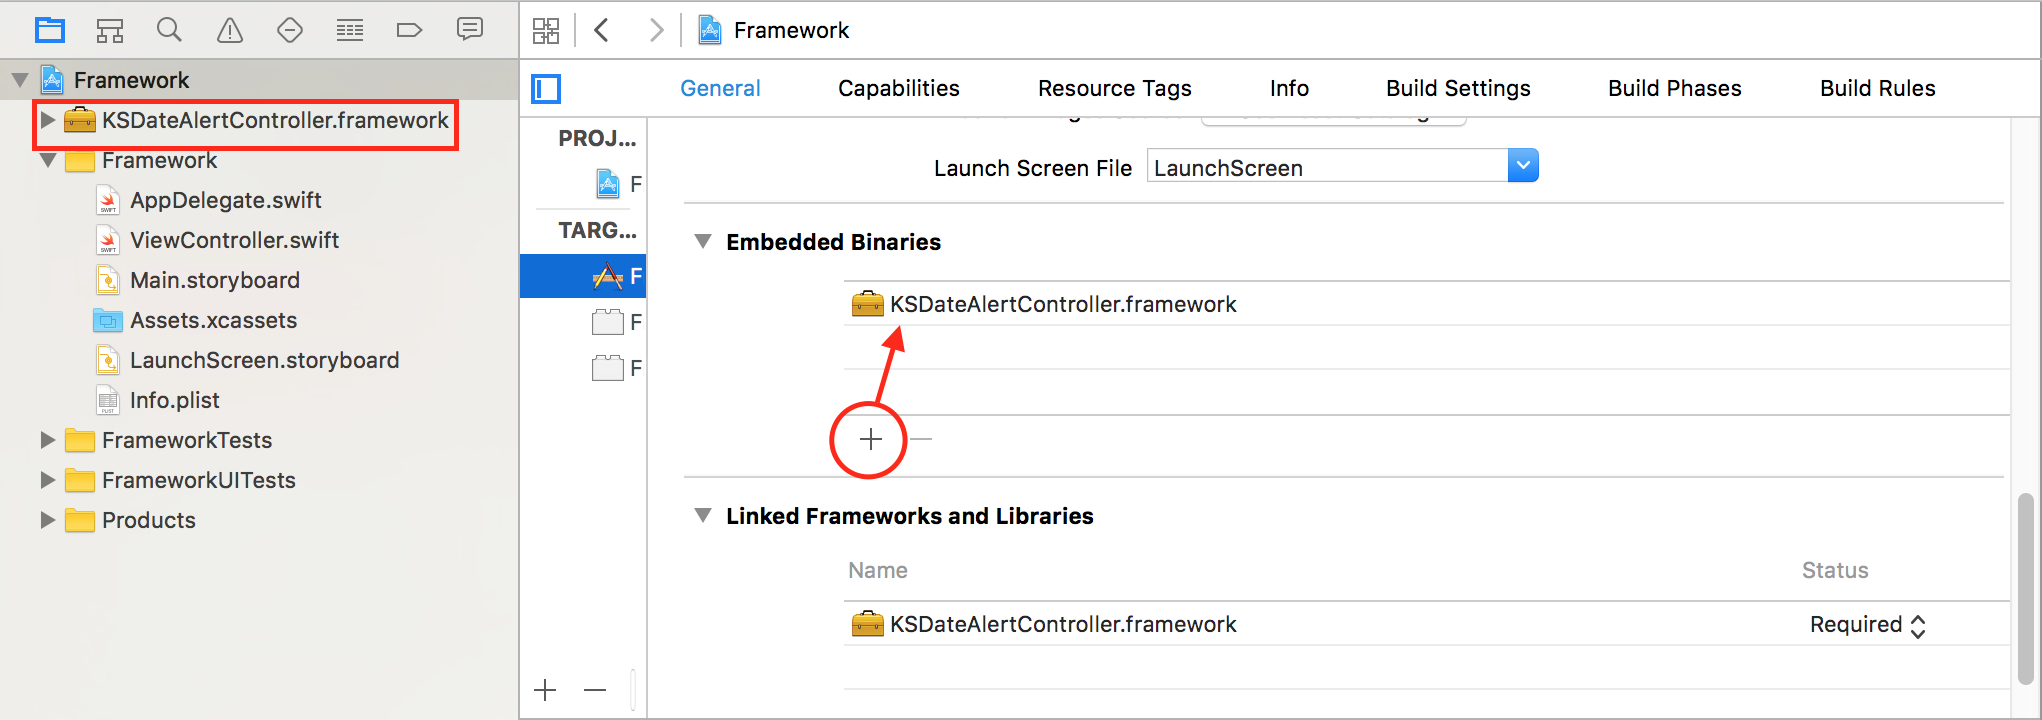 Framework
KSDateAlertController.framework
Framework
AppDelegate.swift
ViewController.swift
Main.storyboard
Assets.xcassets
LaunchScreen.storyboard
Info.plist
FrameworkTests
FrameworkUITests
Products
Framework
General Capabilities Resource Tags Info Build Settings Build Phases Build Rules
PROJ...
F
TARG...
F
F
F
Launch Screen File LaunchScreen
Embedded Binaries
KSDateAlertController.framework
Linked Frameworks and Libraries
Name Status
KSDateAlertController.framework Required